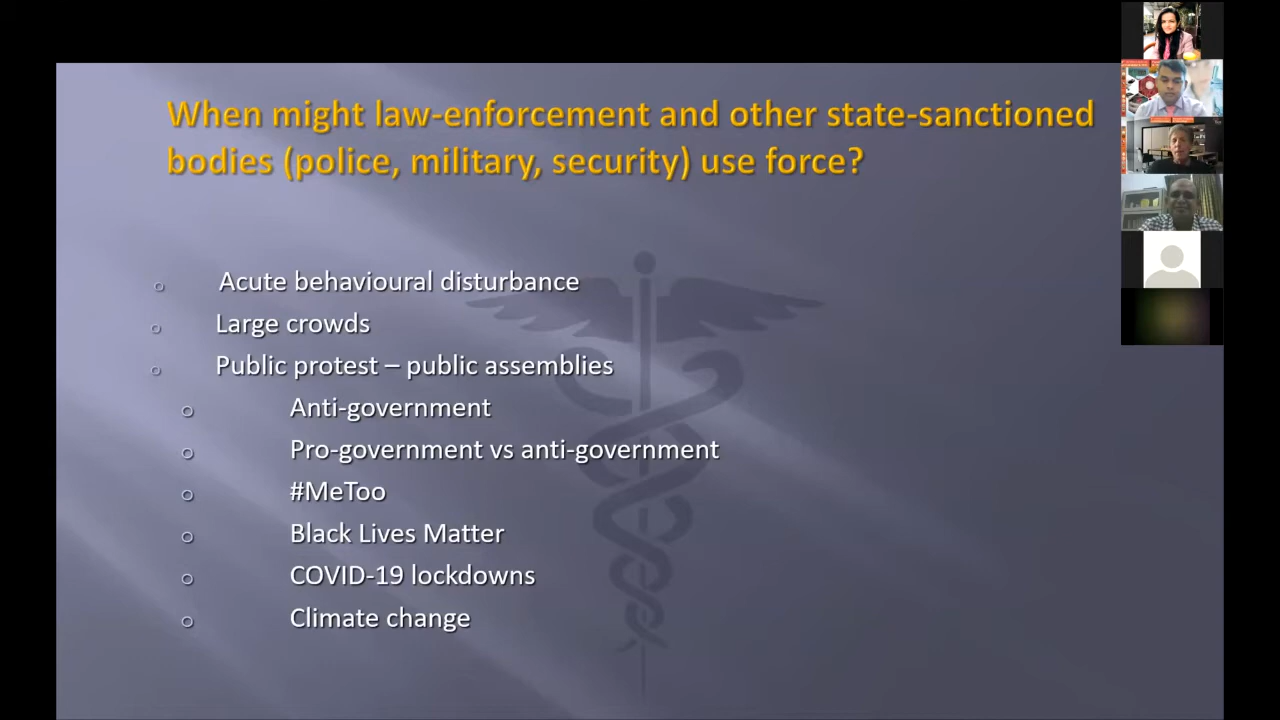 When might law-enforcement and other state-sanctioned
bodies (police, military, security) use force?
Acute behavioural disturbance
Large crowds
Public protest – public assemblies
Anti-government
Pro-government vs anti-government
#MeToo
Black Lives Matter
COVID-19 lockdowns
Climate change